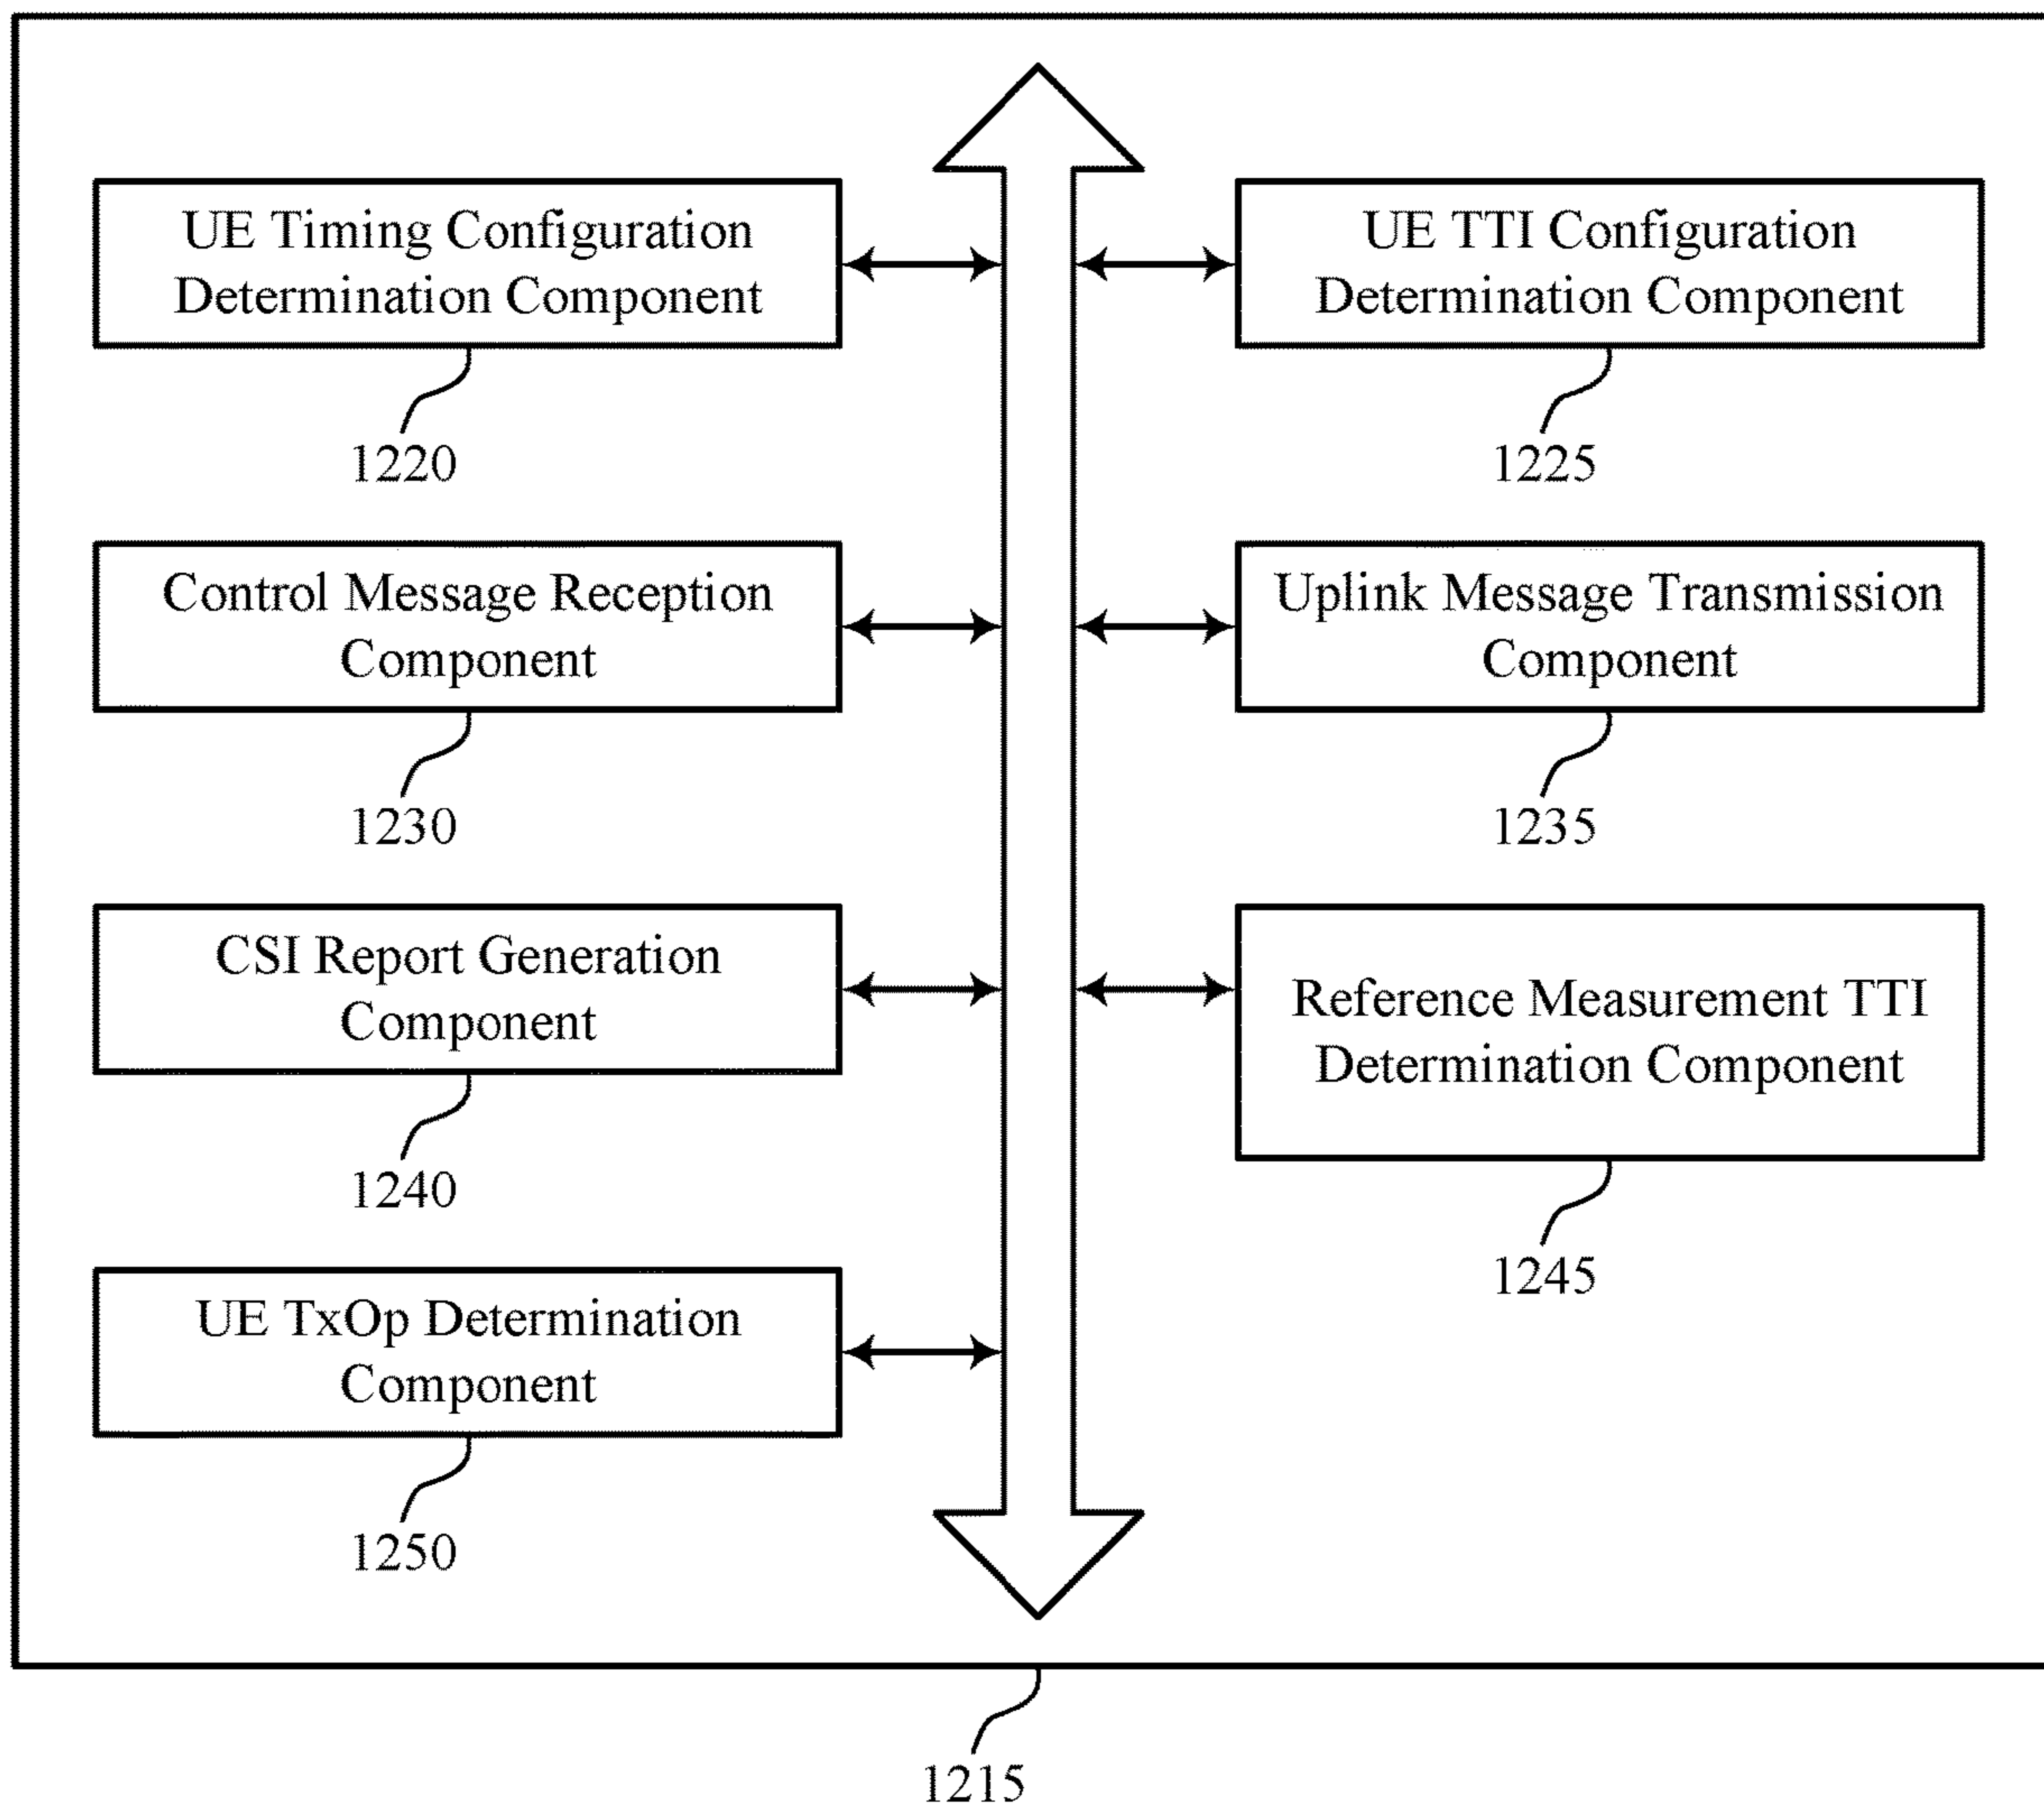 UE Timing Configuration
Determination Component
1220
UE TTI Configuration
Determination Component
1225
Control Message Reception
Component
1230
Uplink Message Transmission
Component
1235
CSI Report Generation
Component
1240
Reference Measurement TTI
Determination Component
1245
UE TxOp Determination
Component
1250
1215